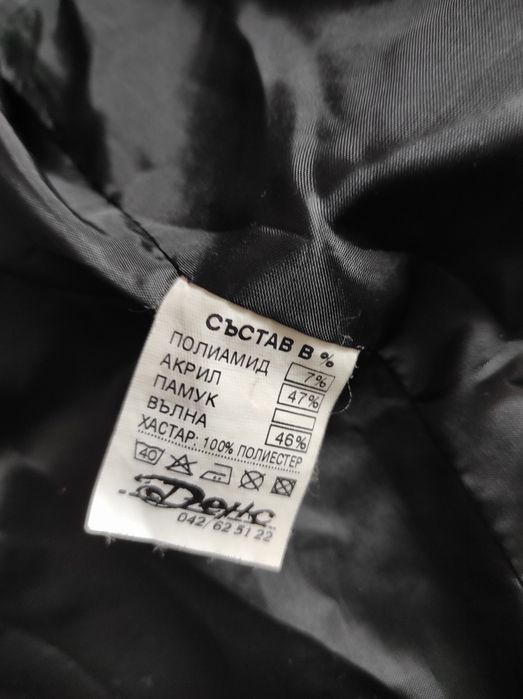 СЪСТАВ В %
ПОЛИАМИД 7%
АКРИЛ 47%
ПАМУК
ВЪЛНА 46%
ХАСТАР: 100% ПОЛИЕСТЕР
40
Денс
042/62 51 22